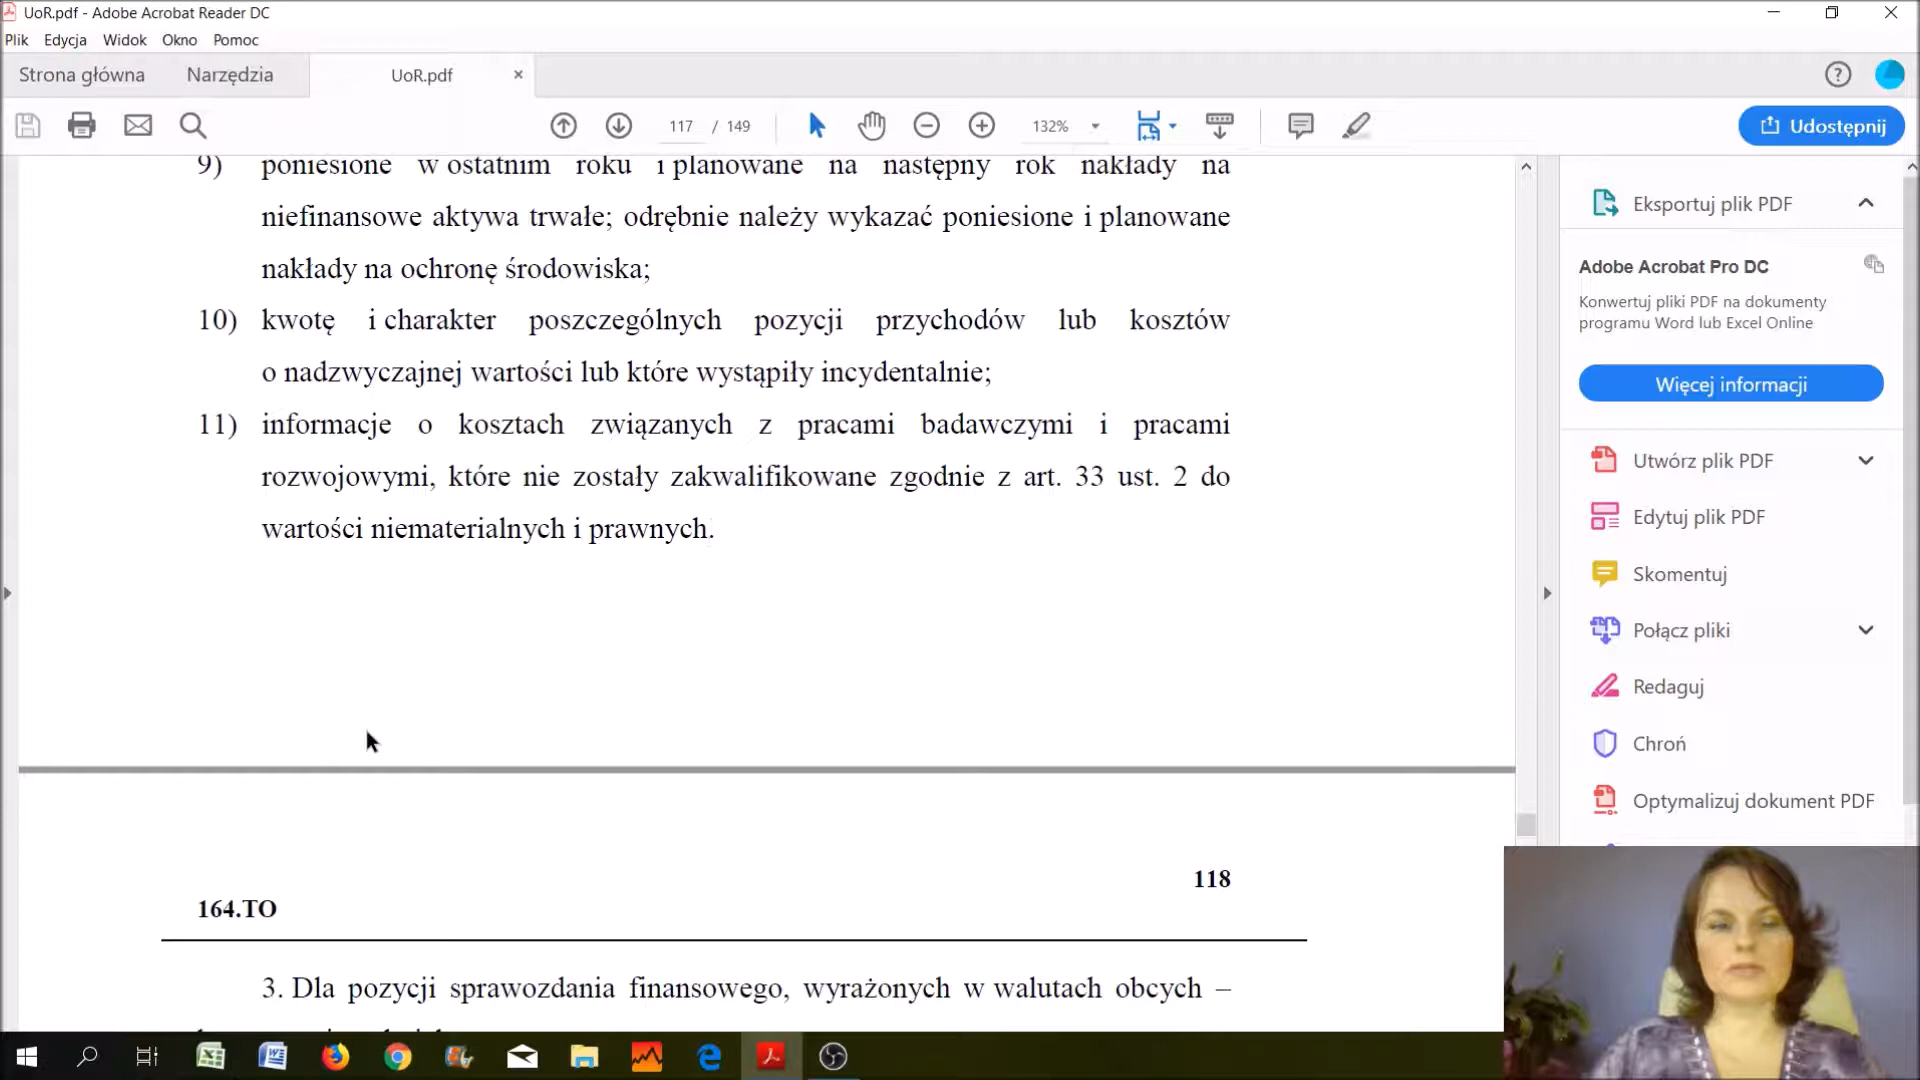 UoR.pdf - Adobe Acrobat Reader DC
Plik Edycja Widok Okno Pomoc
Strona główna Narzędzia UoR.pdf
117 / 149 132% Udostępnij
9) poniesione w ostatnim roku i planowane na następny rok nakłady na
niefinansowe aktywa trwałe; odrębnie należy wykazać poniesione i planowane
nakłady na ochronę środowiska;
10) kwotę i charakter poszczególnych pozycji przychodów lub kosztów
o nadzwyczajnej wartości lub które wystąpiły incydentalnie;
11) informacje o kosztach związanych z pracami badawczymi i pracami
rozwojowymi, które nie zostały zakwalifikowane zgodnie z art. 33 ust. 2 do
wartości niematerialnych i prawnych.
118
164.TO
3. Dla pozycji sprawozdania finansowego, wyrażonych w walutach obcych –
Eksportuj plik PDF
Adobe Acrobat Pro DC
Konwertuj pliki PDF na dokumenty
programu Word lub Excel Online
Więcej informacji
Utwórz plik PDF
Edytuj plik PDF
Skomentuj
Połącz pliki
Redaguj
Chroń
Optymalizuj dokument PDF